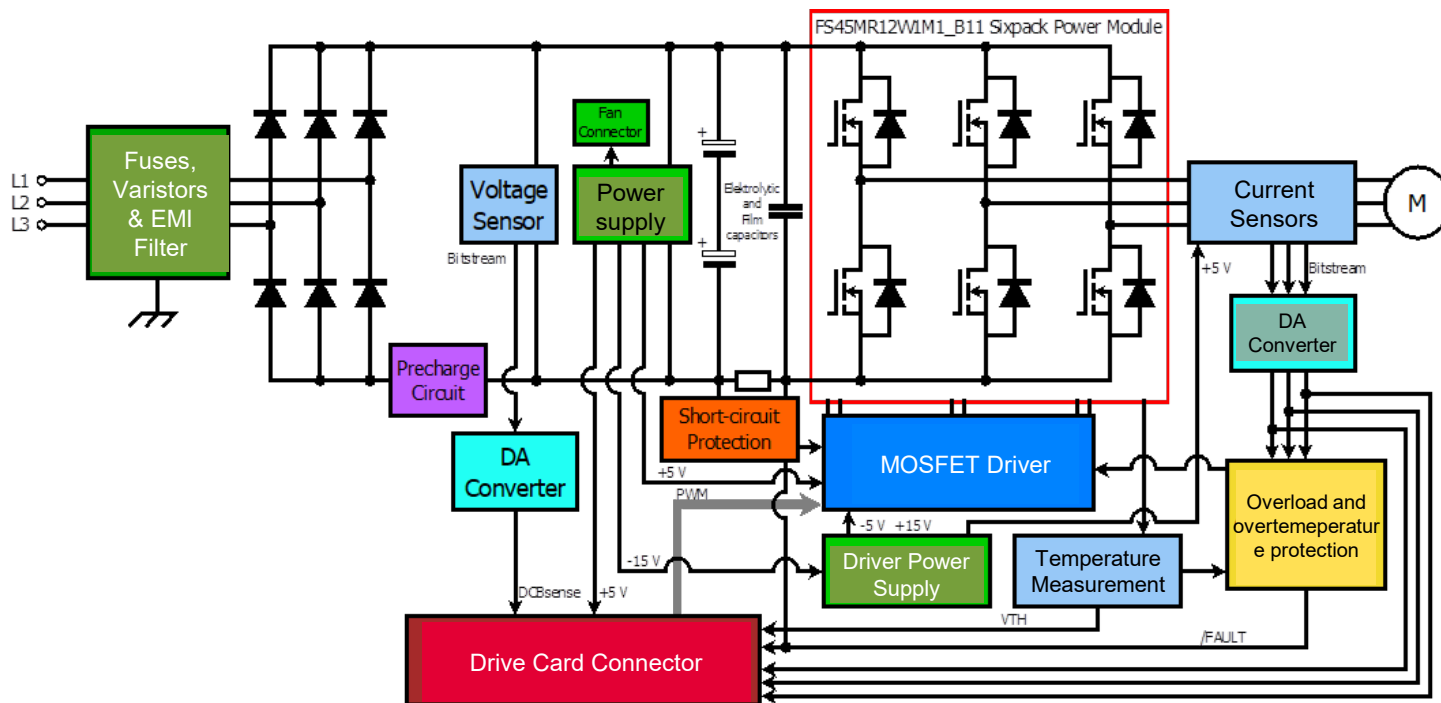 FS45MR12W1M1_B11 Sixpack Power Module
Fan
Connector
Fuses,
Varistors
& EMI
Filter
L1
L2
L3
Voltage
Sensor
Power
supply
+
+
Elektrolytic
and
Film
capacitors
Current
Sensors
M
Bitstream
+5 V
Bitstream
DA
Converter
Precharge
Circuit
Short-circuit
Protection
DA
Converter
MOSFET Driver
+5 V
PWM
Overload and
overtemeperatur
e protection
-5 V +15 V
-15 V
Driver Power
Supply
Temperature
Measurement
DCBsense
+5 V
VTH
/FAULT
Drive Card Connector